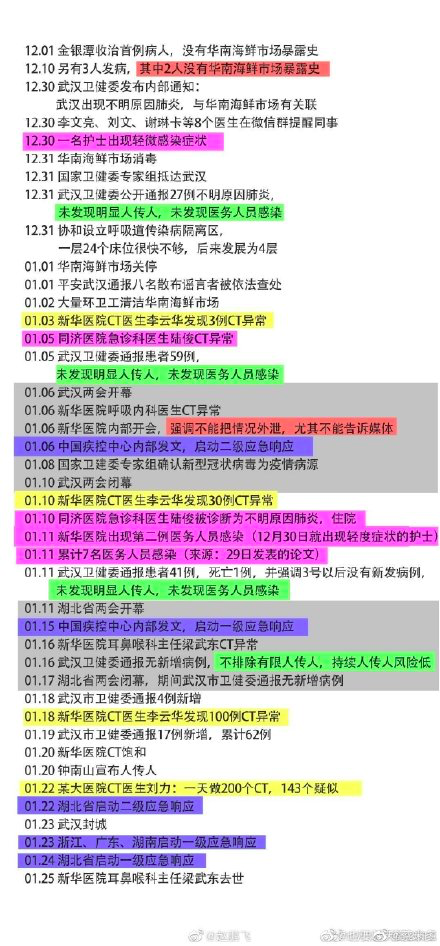 12.01 金银潭收治首例病人，没有华南海鲜市场暴露史
12.10 另有3人发病，其中2人没有华南海鲜市场暴露史
12.30 武汉卫健委发布内部通知：
武汉出现不明原因肺炎，与华南市场有关联
12.30 李文亮、刘文、谢琳卡等8个医生在微信群提醒同事
12.30 一名护士出现轻微感染症状
12.31 华南海鲜市场消毒
12.31 国家卫健委专家组抵达武汉
12.31 武汉卫健委公开通报27例不明原因肺炎，
未发现明显人传人，未发现医务人员感染
12.31 协和设立呼吸道传染病隔离区，
一层24个床位很快不够，后来发展为4层
01.01 华南海鲜市场关停
01.01 平安武汉通报八名散布谣言者被依法查处
01.02 大量环卫工清洁华南海鲜市场
01.03 新华医院CT医生李云华发现3例CT异常
01.05 同济医院急诊科医生陆俊CT异常
01.05 武汉卫健委通报患者59例，
未发现明显人传人，未发现医务人员感染
01.06 武汉两会开幕
01.06 新华医院呼吸内科医生CT异常
01.06 新华医院内部开会，强调不能把情况外泄，尤其不能告诉媒体
01.06 中国疾控中心内部发文，启动二级应急响应
01.08 国家卫健委专家组确认新型冠状病毒为疫情病源
01.10 武汉两会闭幕
01.10 新华医院CT医生李云华发现30例CT异常
01.10 同济医院急诊科医生陆俊被诊断为不明原因肺炎，住院
01.11 新华医院出现第二例医务人员感染（12月30日就出现轻度症状的护士）
01.11 累计7名医务人员感染（来源：29日发表的论文）
01.11 武汉卫健委通报患者41例，死亡1例，并强调3号以后没有新发病例，
未发现明显人传人，未发现医务人员感染
01.11 湖北省两会开幕
01.15 中国疾控中心内部发文，启动一级应急响应
01.16 新华医院耳鼻喉科主任梁武东CT异常
01.16 武汉卫健委通报无新增病例，不排除有限人传人，持续人传人风险低
01.17 湖北省两会闭幕，期间武汉市卫健委通报无新增病例
01.18 武汉市卫健委通报4例新增
01.18 新华医院CT医生李云华发现100例CT异常
01.19 武汉市卫健委通报17例新增，累计62例
01.20 新华医院CT饱和
01.20 钟南山宣布人传人
01.22 某大医院CT医生刘力：一天做200个CT，143个疑似
01.22 湖北省启动二级应急响应
01.23 武汉封城
01.23 浙江、广东、湖南启动一级应急响应
01.24 湖北省启动一级应急响应
01.25 新华医院耳鼻喉科主任梁武东去世
@赵鹏飞